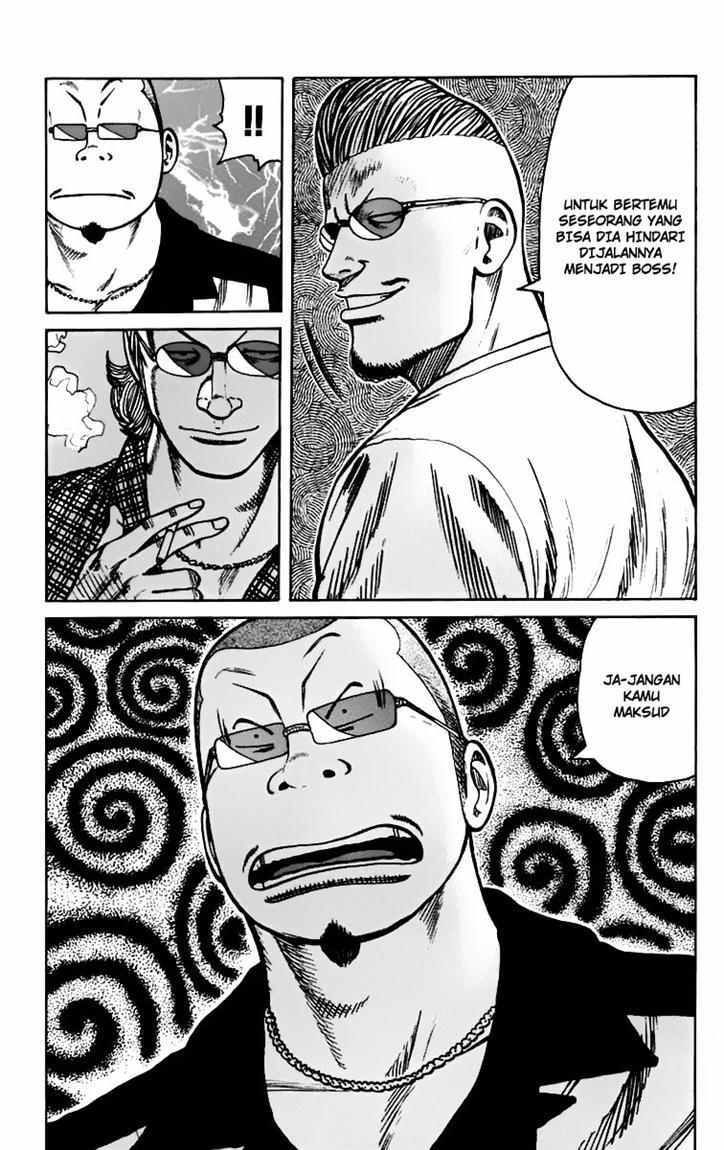 UNTUK BERTEMU
SESEORANG YANG
BISA DIA HINDARI
DIJALANNYA
MENJADI BOSS!
!!
JA-JANGAN
KAMU
MAKSUD